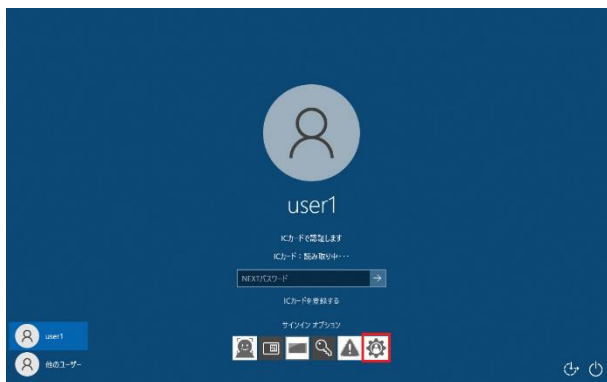 user1
ICカードで認証します
ICカード：読み取り中・・・
NEXTパスワード
ICカードを登録する
サインイン オプション
user1
他のユーザー